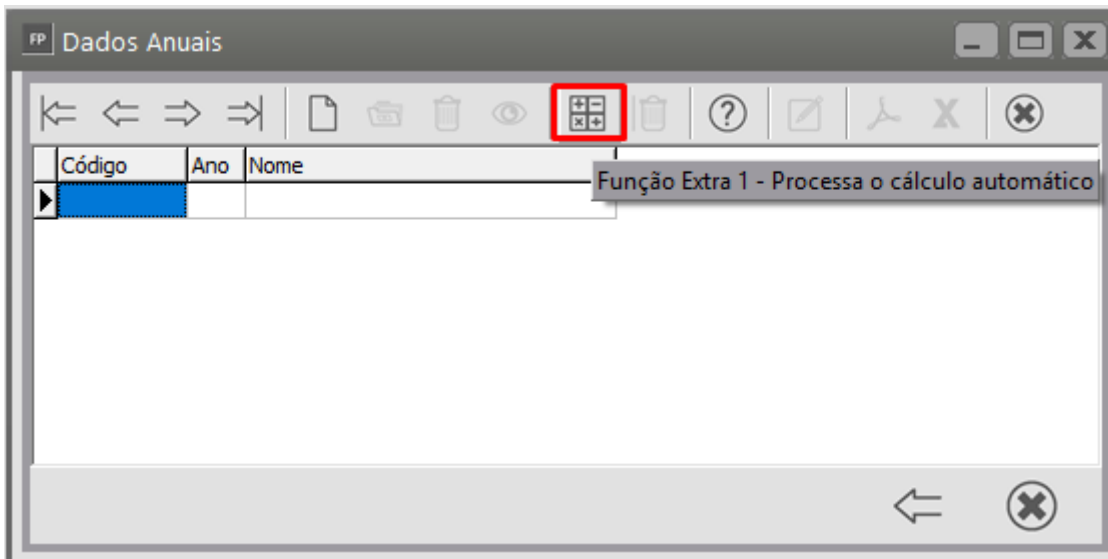 FP Dados Anuais
Código Ano Nome
Função Extra 1 - Processa o cálculo automático